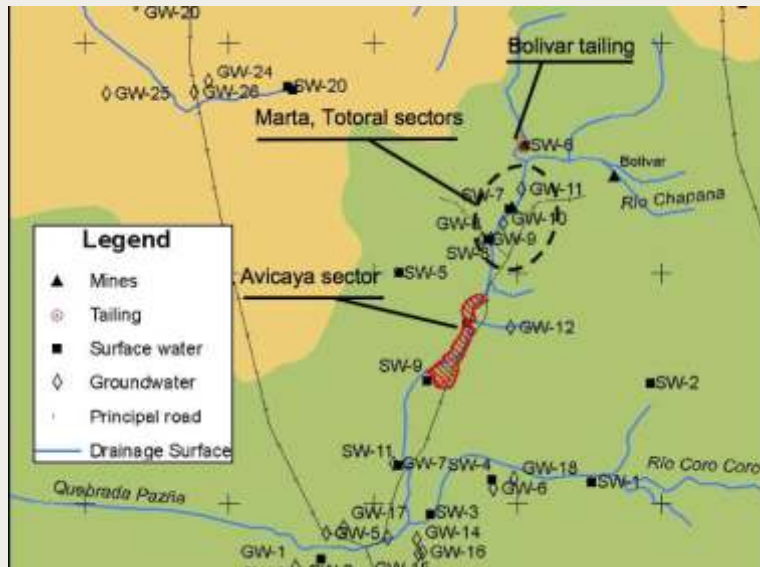 GW-20
Bolivar tailing
GW-24
GW-25
GW-26
SW-20
Marta, Totoral sectors
SW-6
Bolivar
SW-7
GW-11
Río Chapana
GW-10
GW-9
Legend
Mines
Tailing
Surface water
Groundwater
Principal road
Drainage Surface
SW-5
Avicaya sector
GW-12
SW-9
SW-2
SW-11
GW-7
SW-4
GW-18
Río Coro Coro
GW-6
SW-1
Quebrada Pazña
GW-17
SW-3
GW-5
GW-14
GW-1
GW-16